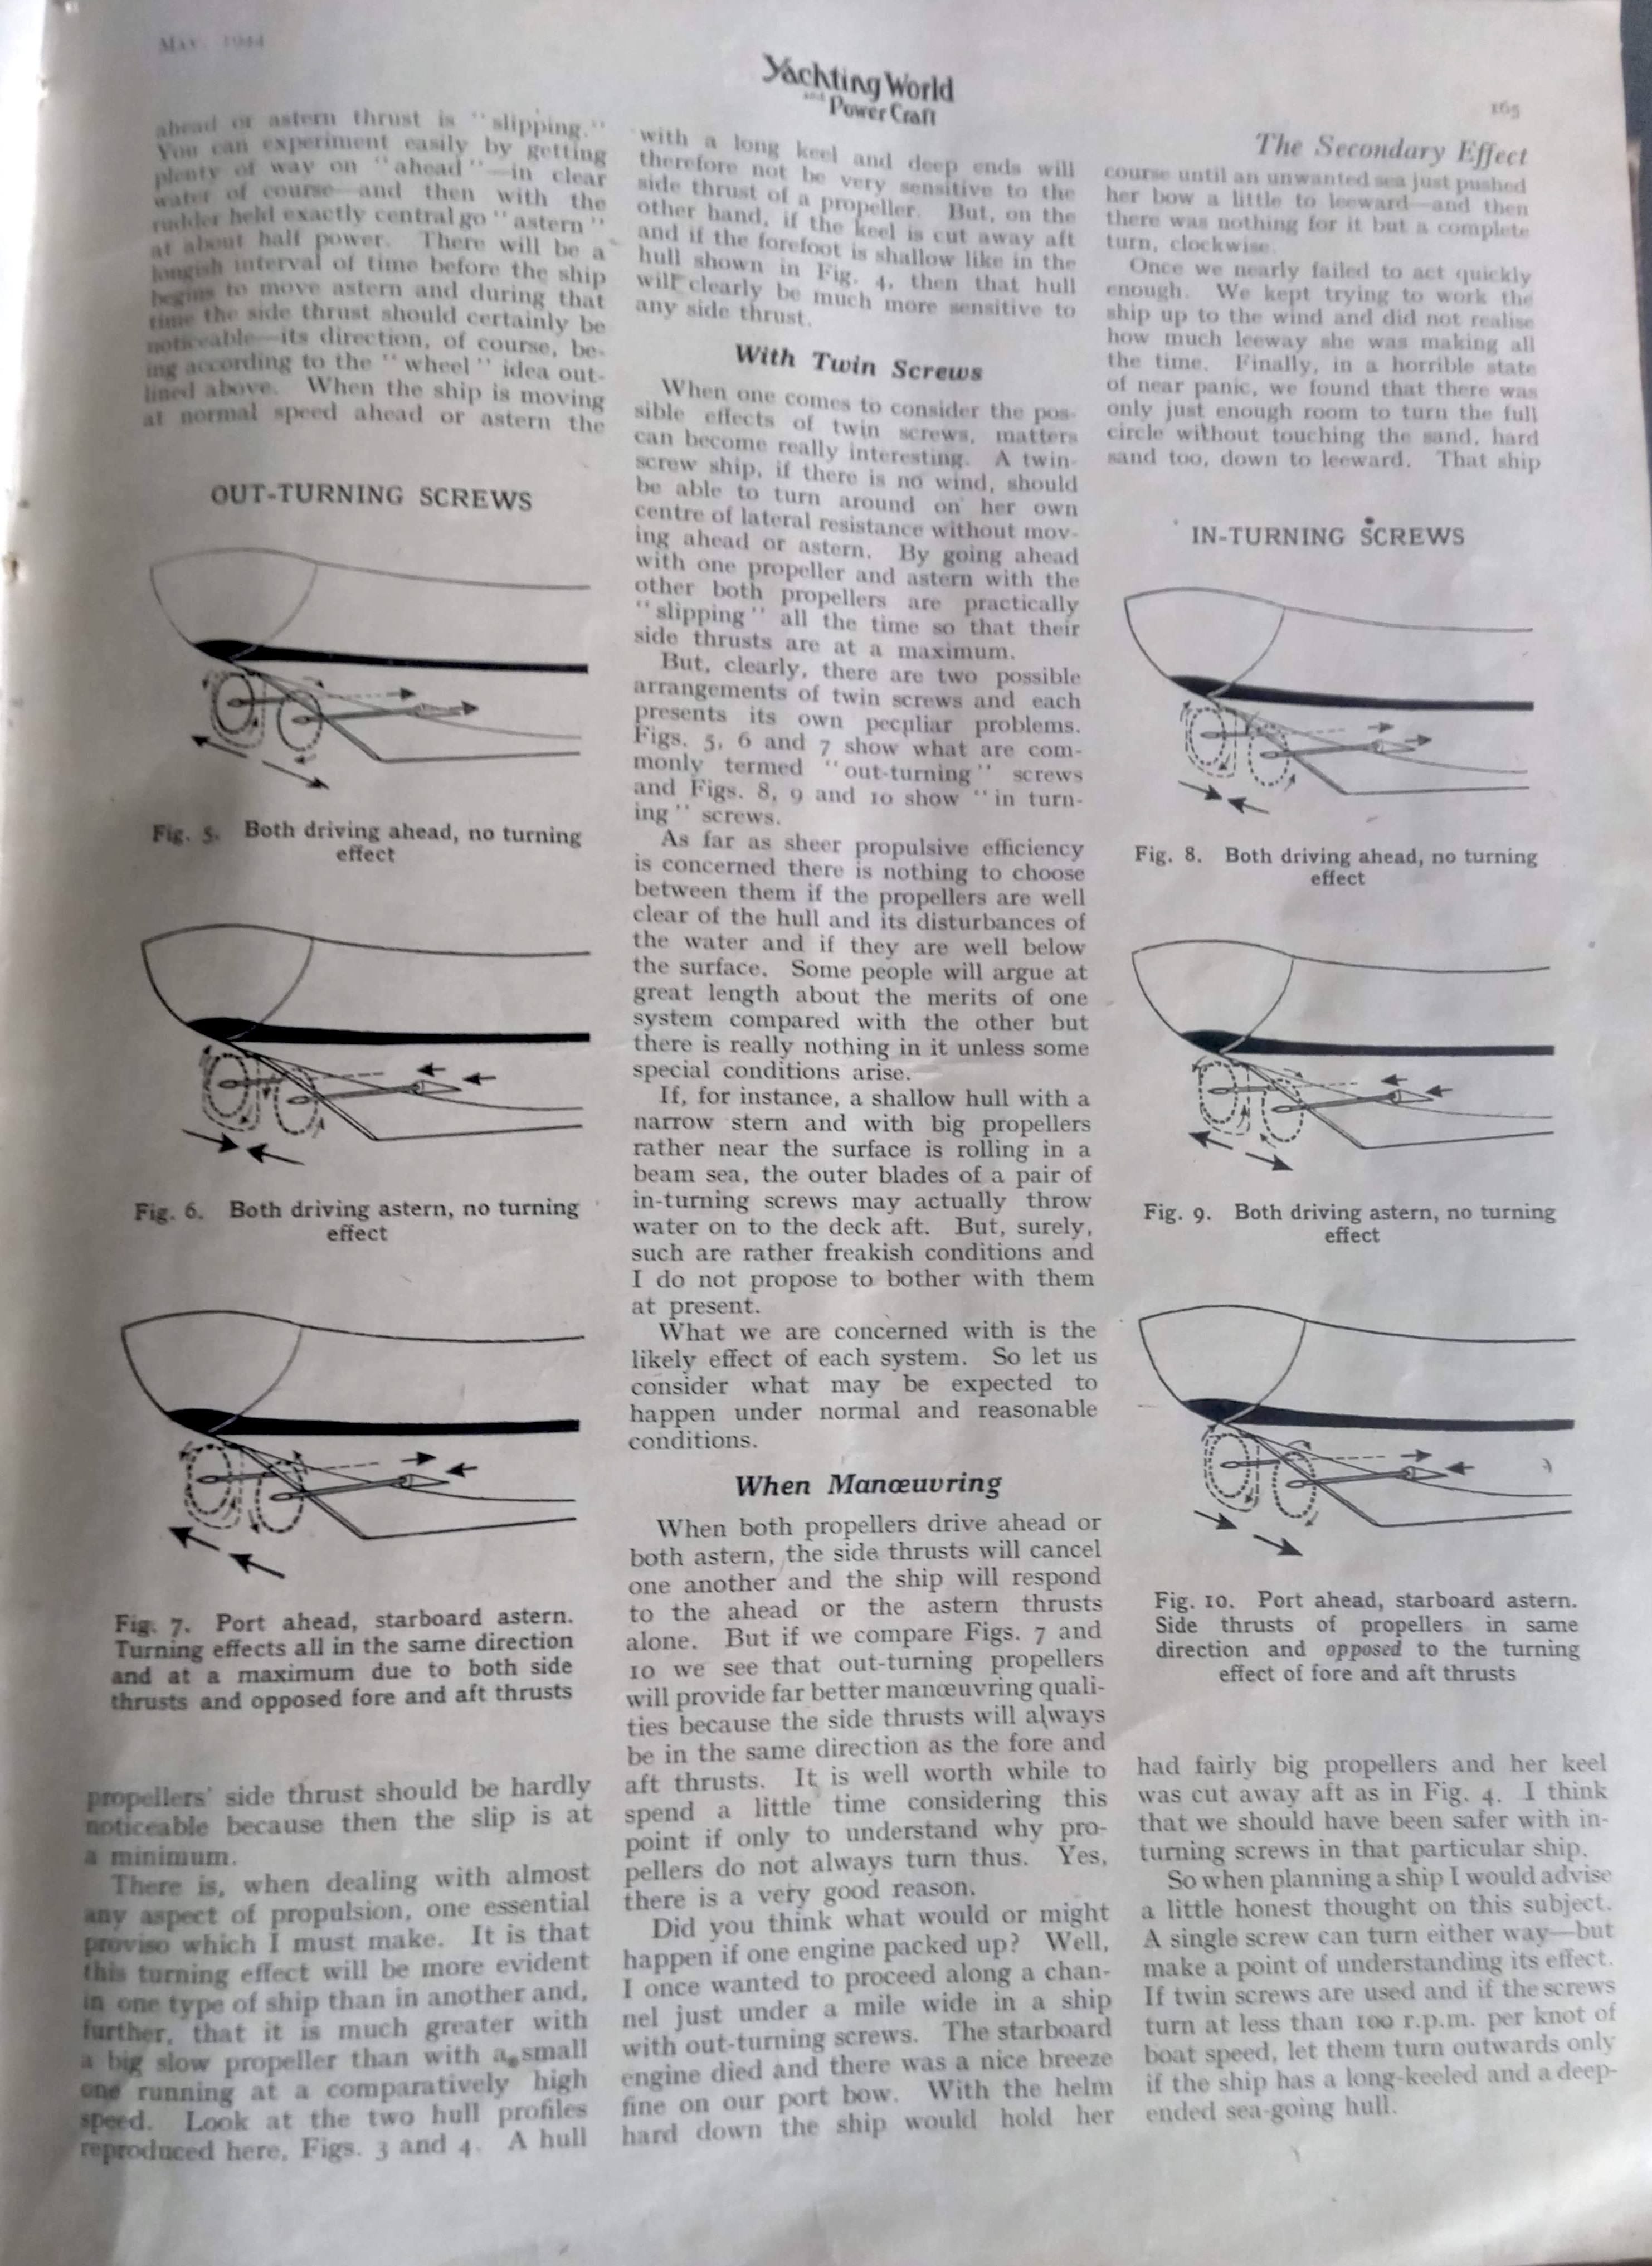 May, 1944
Yachting World
and Power Craft
165
ahead or astern thrust is "slipping."
You can experiment easily by getting
plenty of way on "ahead"—in clear
water of course—and then with the
rudder held exactly central go "astern"
at about half power. There will be a
longish interval of time before the ship
begins to move astern and during that
time the side thrust should certainly be
noticeable—its direction, of course, be-
ing according to the "wheel" idea out-
lined above. When the ship is moving
at normal speed ahead or astern the
OUT-TURNING SCREWS
Fig. 5. Both driving ahead, no turning
effect
Fig. 6. Both driving astern, no turning
effect
Fig. 7. Port ahead, starboard astern.
Turning effects all in the same direction
and at a maximum due to both side
thrusts and opposed fore and aft thrusts
propellers' side thrust should be hardly
noticeable because then the slip is at
a minimum.
There is, when dealing with almost
any aspect of propulsion, one essential
proviso which I must make. It is that
this turning effect will be more evident
in one type of ship than in another and,
further, that it is much greater with
a big slow propeller than with a small
one running at a comparatively high
speed. Look at the two hull profiles
reproduced here, Figs. 3 and 4. A hull
with a long keel and deep ends will
therefore not be very sensitive to the
side thrust of a propeller. But, on the
other hand, if the keel is cut away aft
and if the forefoot is shallow like in the
hull shown in Fig. 4, then that hull
will clearly be much more sensitive to
any side thrust.
With Twin Screws
When one comes to consider the pos-
sible effects of twin screws, matters
can become really interesting. A twin-
screw ship, if there is no wind, should
be able to turn around on her own
centre of lateral resistance without mov-
ing ahead or astern. By going ahead
with one propeller and astern with the
other both propellers are practically
"slipping" all the time so that their
side thrusts are at a maximum.
But, clearly, there are two possible
arrangements of twin screws and each
presents its own peculiar problems.
Figs. 5, 6 and 7 show what are com-
monly termed "out-turning" screws
and Figs. 8, 9 and 10 show "in turn-
ing" screws.
As far as sheer propulsive efficiency
is concerned there is nothing to choose
between them if the propellers are well
clear of the hull and its disturbances of
the water and if they are well below
the surface. Some people will argue at
great length about the merits of one
system compared with the other but
there is really nothing in it unless some
special conditions arise.
If, for instance, a shallow hull with a
narrow stern and with big propellers
rather near the surface is rolling in a
beam sea, the outer blades of a pair of
in-turning screws may actually throw
water on to the deck aft. But, surely,
such are rather freakish conditions and
I do not propose to bother with them
at present.
What we are concerned with is the
likely effect of each system. So let us
consider what may be expected to
happen under normal and reasonable
conditions.
When Manœuvring
When both propellers drive ahead or
both astern, the side thrusts will cancel
one another and the ship will respond
to the ahead or the astern thrusts
alone. But if we compare Figs. 7 and
10 we see that out-turning propellers
will provide far better manœuvring quali-
ties because the side thrusts will always
be in the same direction as the fore and
aft thrusts. It is well worth while to
spend a little time considering this
point if only to understand why pro-
pellers do not always turn thus. Yes,
there is a very good reason.
Did you think what would or might
happen if one engine packed up? Well,
I once wanted to proceed along a chan-
nel just under a mile wide in a ship
with out-turning screws. The starboard
engine died and there was a nice breeze
fine on our port bow. With the helm
hard down the ship would hold her
The Secondary Effect
course until an unwanted sea just pushed
her bow a little to leeward—and then
there was nothing for it but a complete
turn, clockwise.
Once we nearly failed to act quickly
enough. We kept trying to work the
ship up to the wind and did not realise
how much leeway she was making all
the time. Finally, in a horrible state
of near panic, we found that there was
only just enough room to turn the full
circle without touching the sand, hard
sand too, down to leeward. That ship
IN-TURNING SCREWS
Fig. 8. Both driving ahead, no turning
effect
Fig. 9. Both driving astern, no turning
effect
Fig. 10. Port ahead, starboard astern.
Side thrusts of propellers in same
direction and opposed to the turning
effect of fore and aft thrusts
had fairly big propellers and her keel
was cut away aft as in Fig. 4. I think
that we should have been safer with in-
turning screws in that particular ship.
So when planning a ship I would advise
a little honest thought on this subject.
A single screw can turn either way—but
make a point of understanding its effect.
If twin screws are used and if the screws
turn at less than 100 r.p.m. per knot of
boat speed, let them turn outwards only
if the ship has a long-keeled and a deep-
ended sea-going hull.